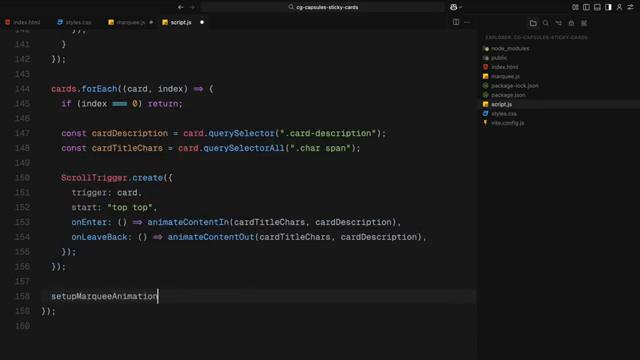 cg-capsules-sticky-cards
index.html
styles.css
marquee.js
script.js
EXPLORER: CG-CAPSULES-STICKY-CARDS
node_modules
public
index.html
marquee.js
package-lock.json
package.json
script.js
styles.css
vite.config.js
140 });
141 }
142 });
143
144 cards.forEach((card, index) => {
145 if (index === 0) return;
146
147 const cardDescription = card.querySelector(".card-description");
148 const cardTitleChars = card.querySelectorAll(".char span");
149
150 ScrollTrigger.create({
151 trigger: card,
152 start: "top top",
153 onEnter: () => animateContentIn(cardTitleChars, cardDescription),
154 onLeaveBack: () => animateContentOut(cardTitleChars, cardDescription),
155 });
156 });
157
158 setupMarqueeAnimation
159 });
160